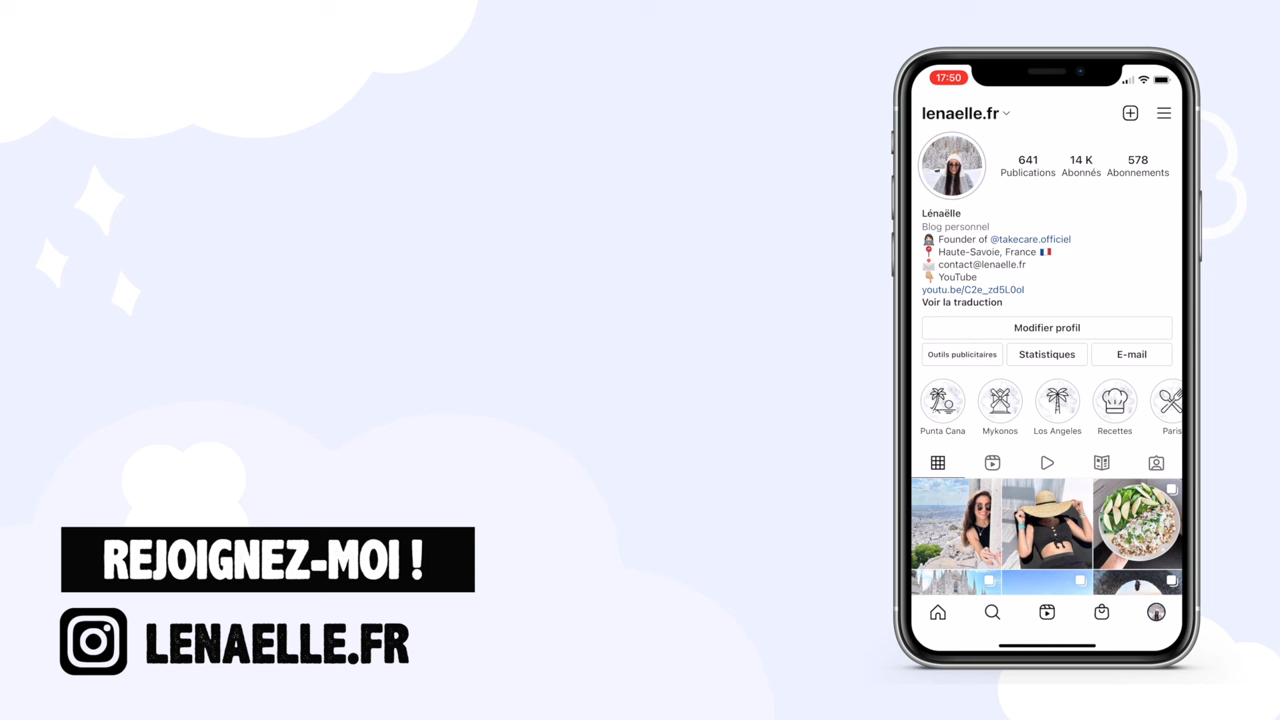 REJOIGNEZ-MOI !
LENAELLE.FR
17:50
lenaelle.fr
641 14 K 578
Publications Abonnés Abonnements
Lénaëlle
Blog personnel
Founder of @takecare.officiel
Haute-Savoie, France
contact@lenaelle.fr
YouTube
youtu.be/C2e_zd5L0oI
Voir la traduction
Modifier profil
Outils publicitaires Statistiques E-mail
Punta Cana Mykonos Los Angeles Recettes Paris